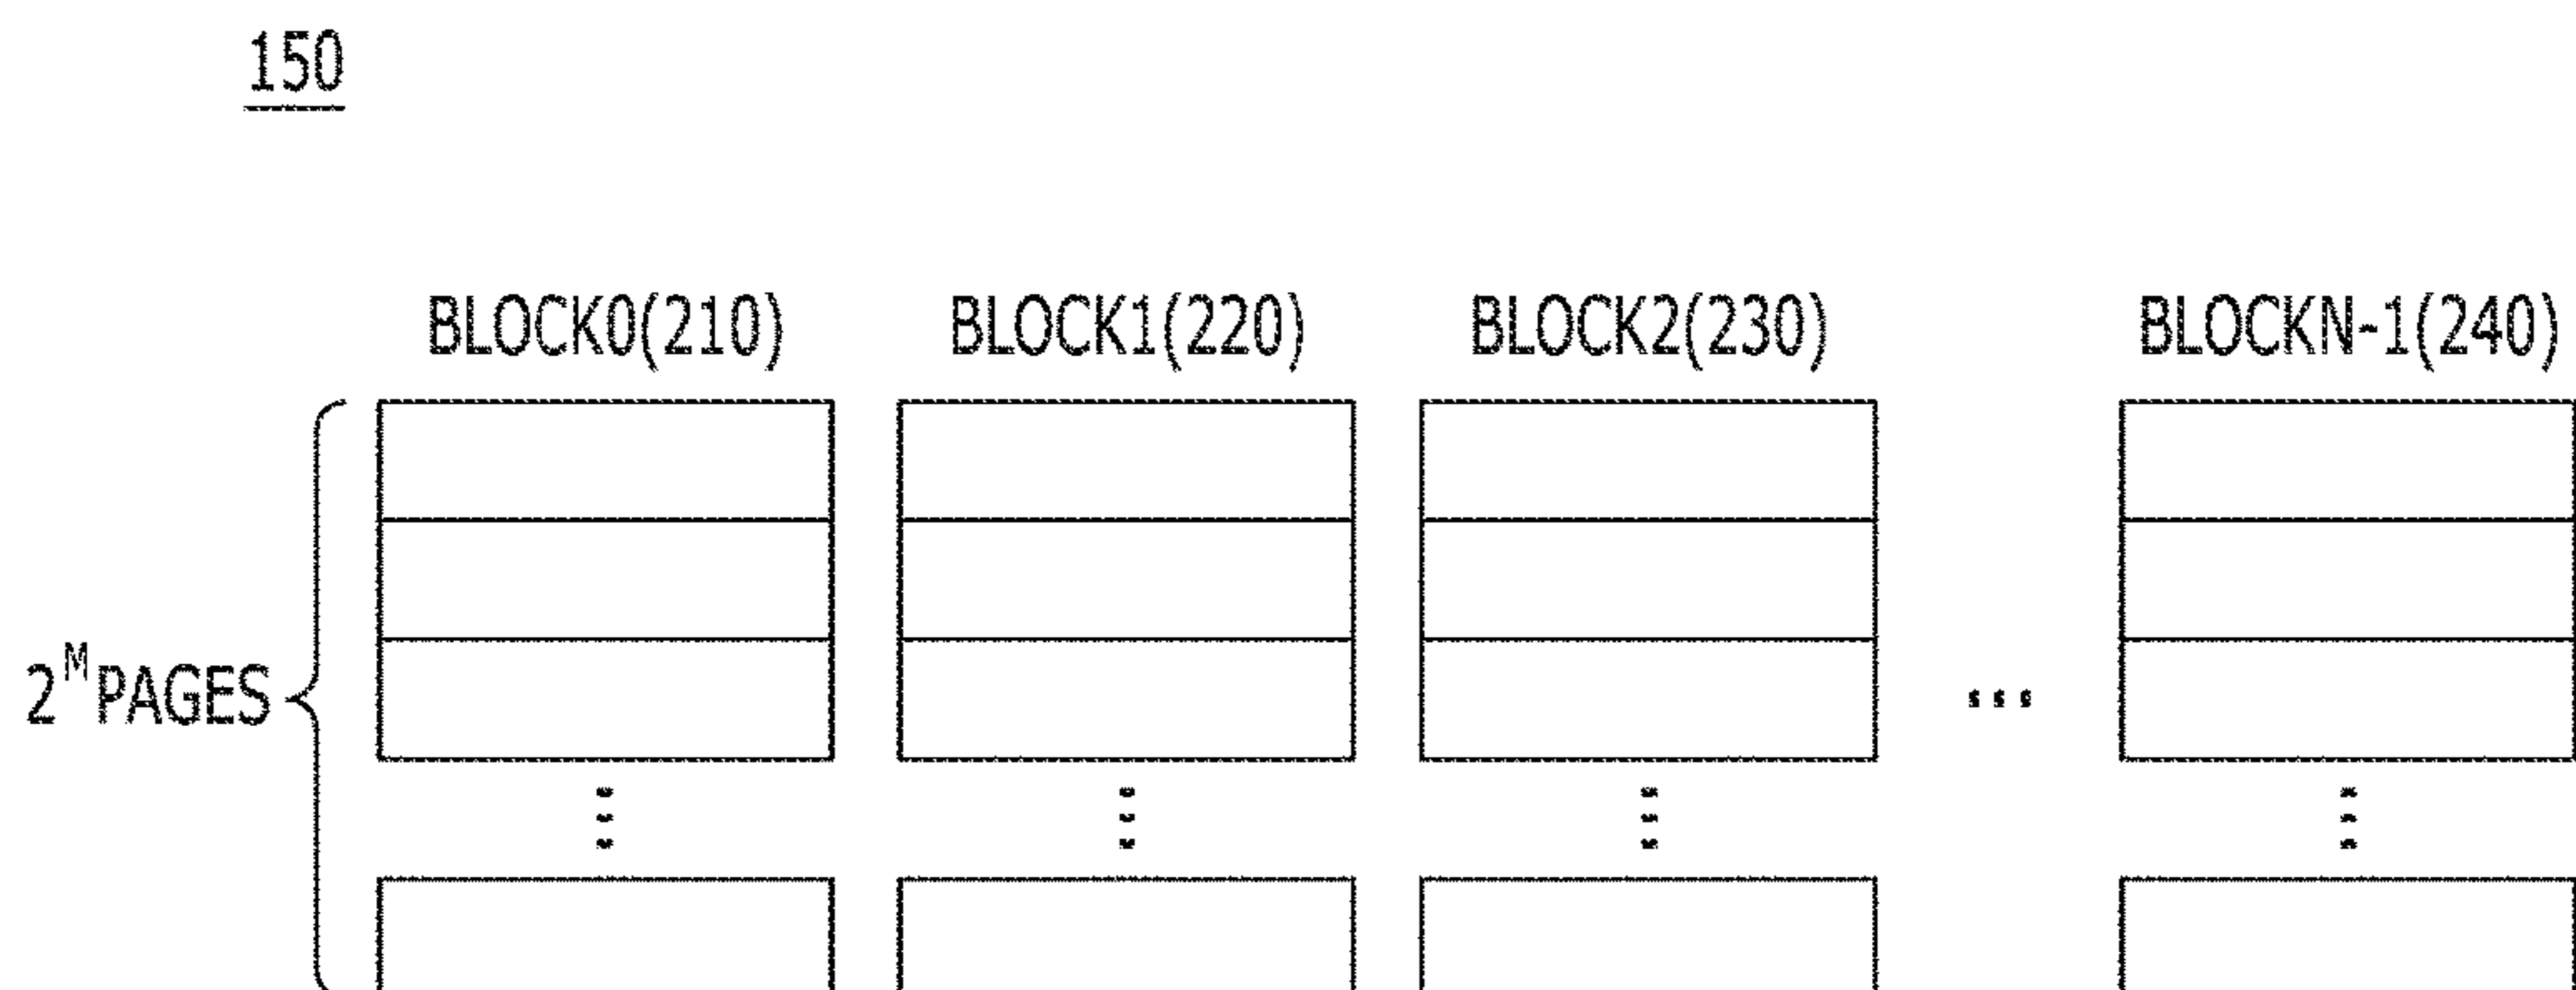 150
BLOCK0(210) BLOCK1(220) BLOCK2(230) BLOCKN-1(240)
2^M PAGES
...